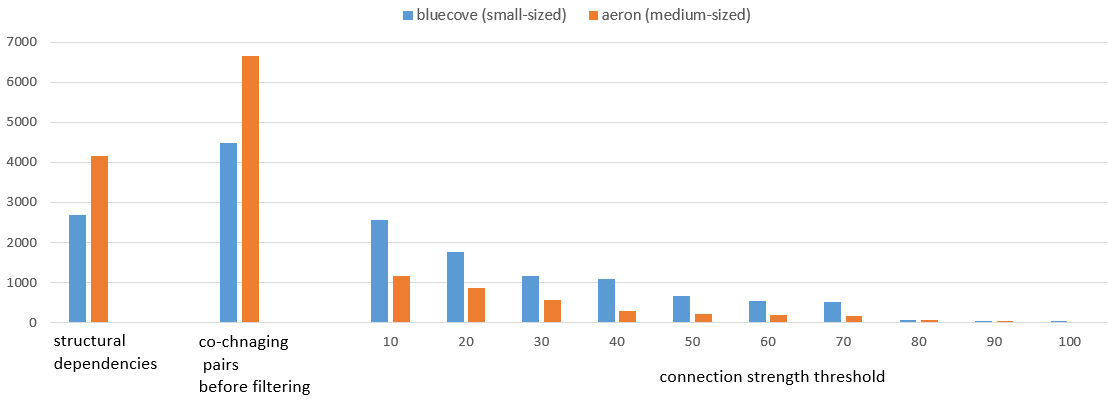 bluecove (small-sized) aeron (medium-sized)
7000
6000
5000
4000
3000
2000
1000
0
structural
dependencies
co-chnaging
pairs
before filtering
10 20 30 40 50 60 70 80 90 100
connection strength threshold